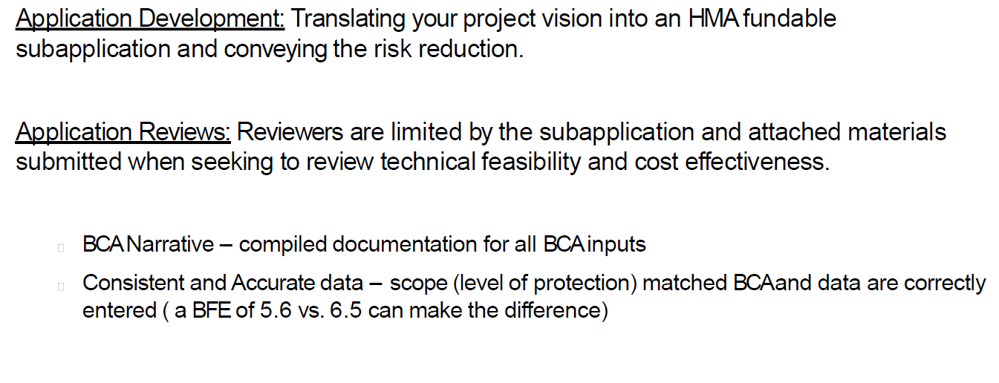 Application Development: Translating your project vision into an HMA fundable
subapplication and conveying the risk reduction.
Application Reviews: Reviewers are limited by the subapplication and attached materials
submitted when seeking to review technical feasibility and cost effectiveness.
BCA Narrative – compiled documentation for all BCA inputs
Consistent and Accurate data – scope (level of protection) matched BCAand data are correctly
entered ( a BFE of 5.6 vs. 6.5 can make the difference)